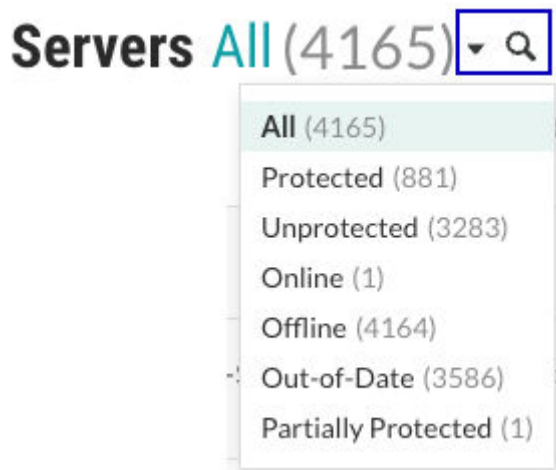 Servers All (4165)
All (4165)
Protected (881)
Unprotected (3283)
Online (1)
Offline (4164)
Out-of-Date (3586)
Partially Protected (1)